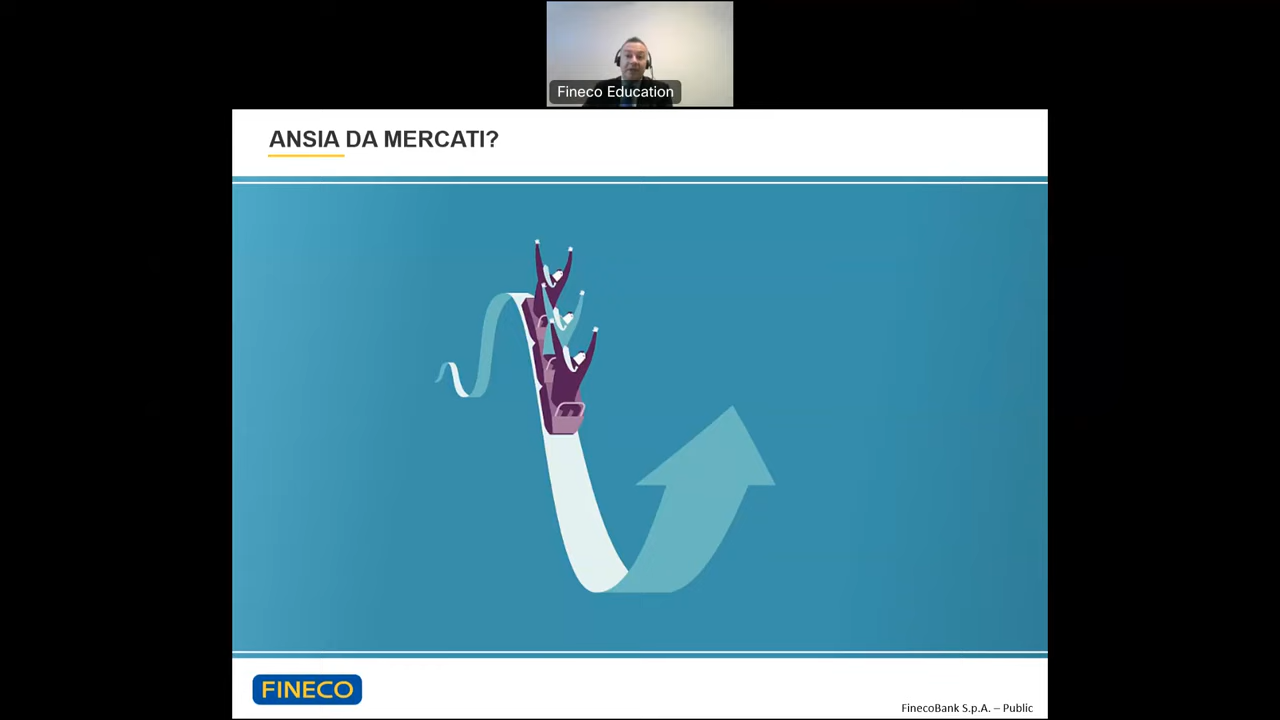 Fineco Education
ANSIA DA MERCATI?
FINECO
FinecoBank S.p.A. – Public